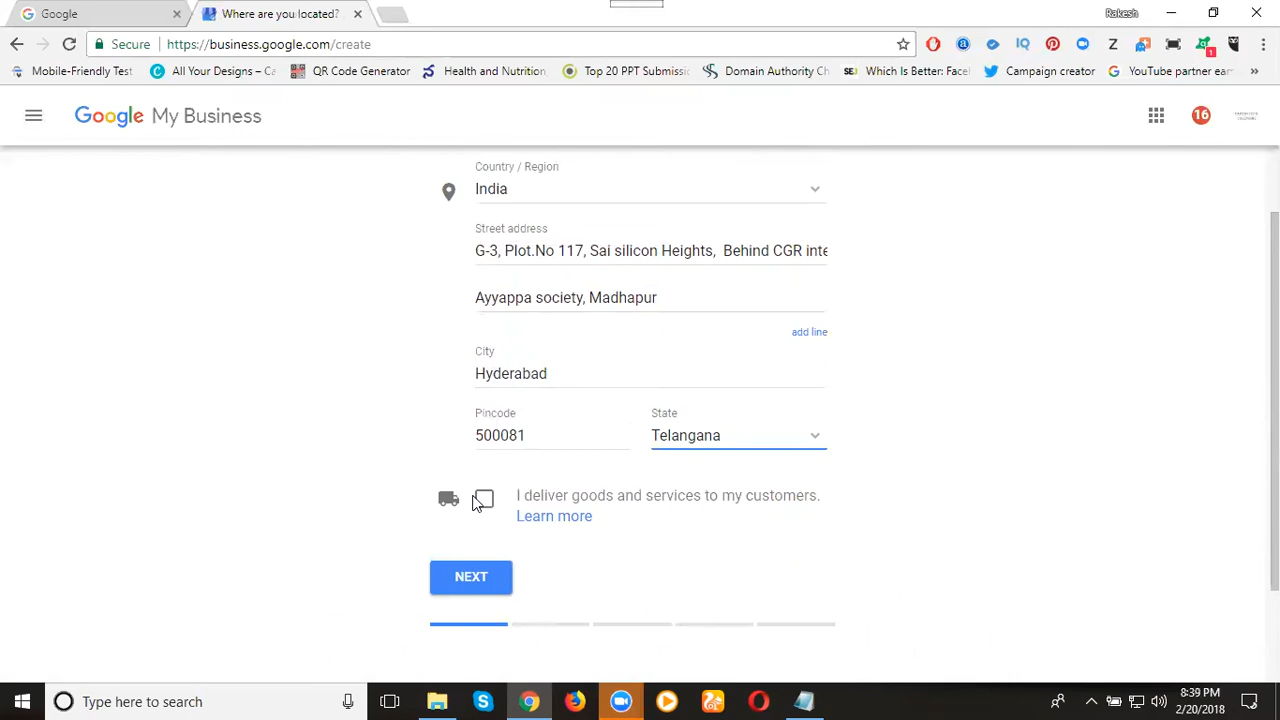 Google
Where are you located?
Rakesh
Secure
https://business.google.com/create
Mobile-Friendly Test
All Your Designs – Ca
QR Code Generator
Health and Nutrition
Top 20 PPT Submissio
Domain Authority Ch
SEJ
Which Is Better: Facel
Campaign creator
YouTube partner earn
Google My Business
16
Country / Region
India
Street address
G-3, Plot.No 117, Sai silicon Heights, Behind CGR inte
Ayyappa society, Madhapur
add line
City
Hyderabad
Pincode
State
500081
Telangana
I deliver goods and services to my customers.
Learn more
NEXT
Type here to search
8:39 PM
2/20/2018